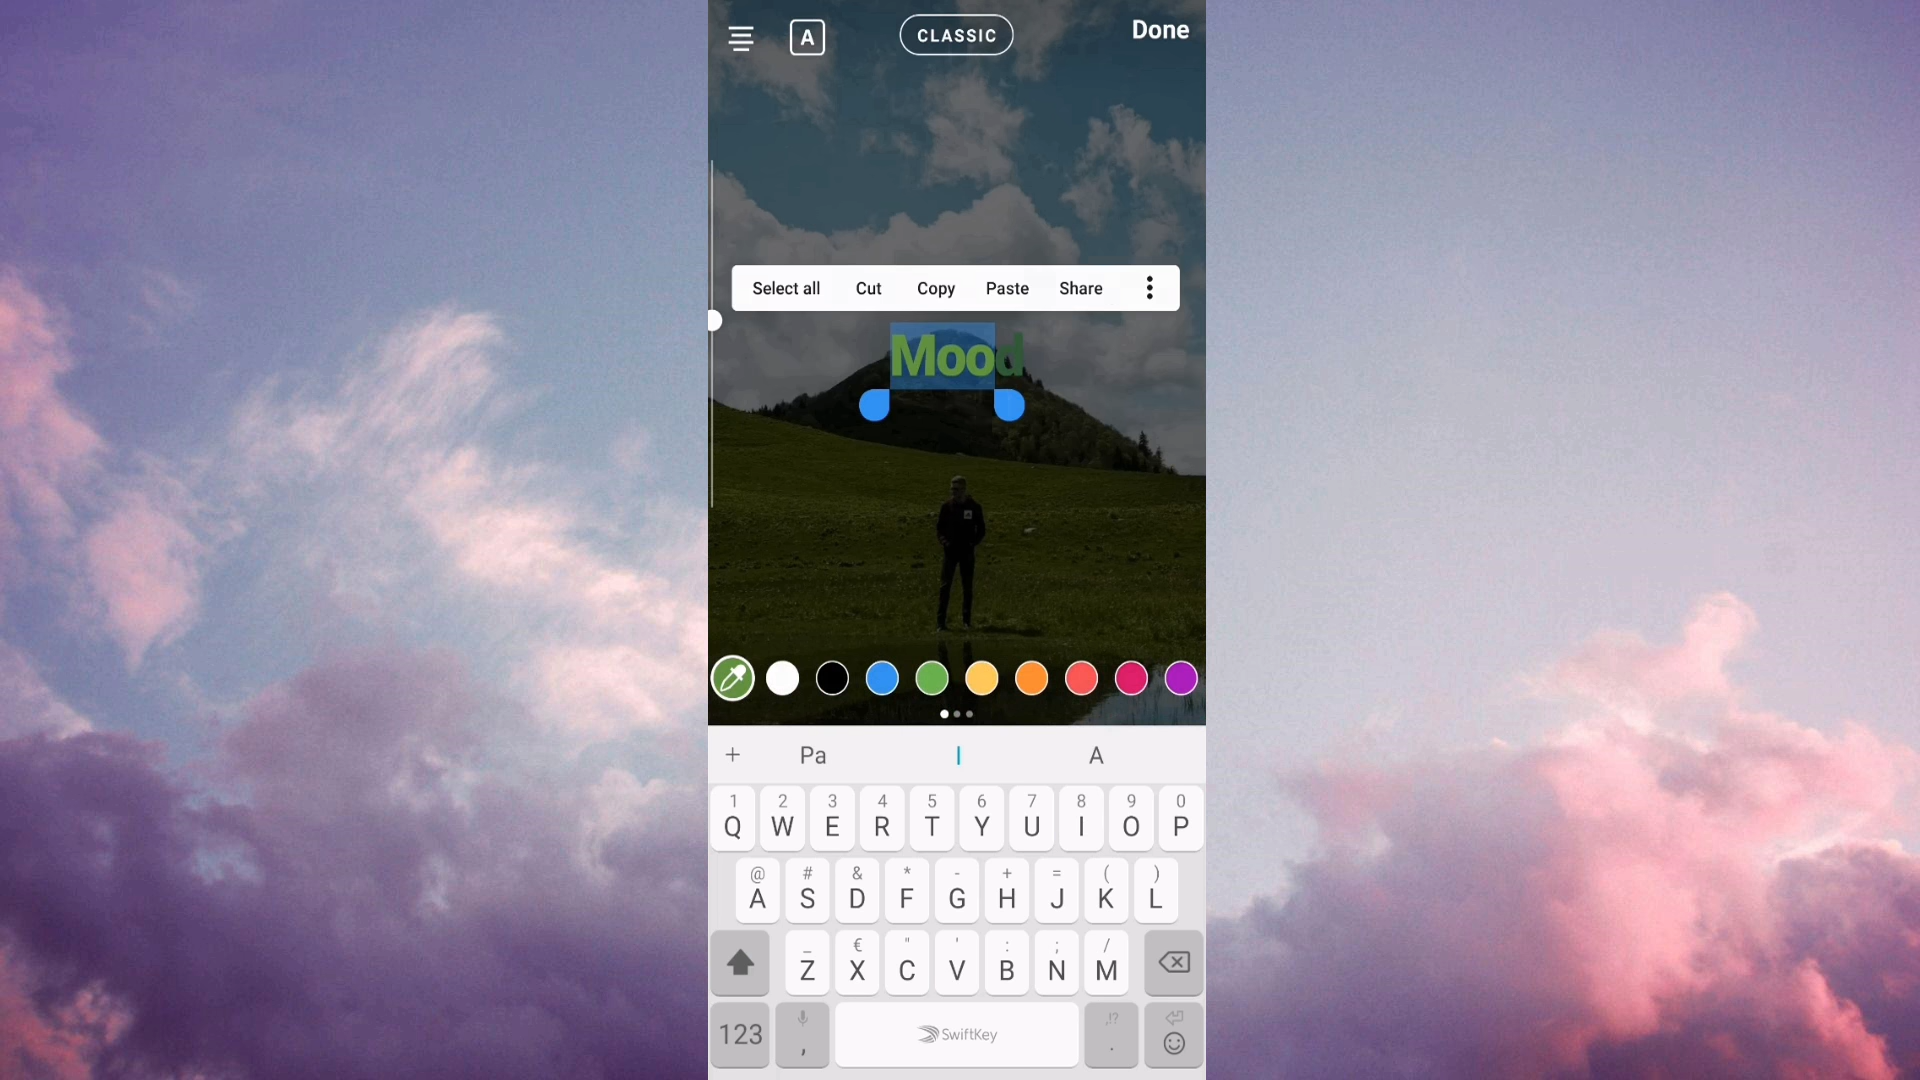 A CLASSIC Done
Select all Cut Copy Paste Share
Mood
+ Pa I A
1 2 3 4 5 6 7 8 9 0
Q W E R T Y U I O P
@ # & * - + = ( )
A S D F G H J K L
_ € " ' : ; /
Z X C V B N M
,!?
123 , SwiftKey .